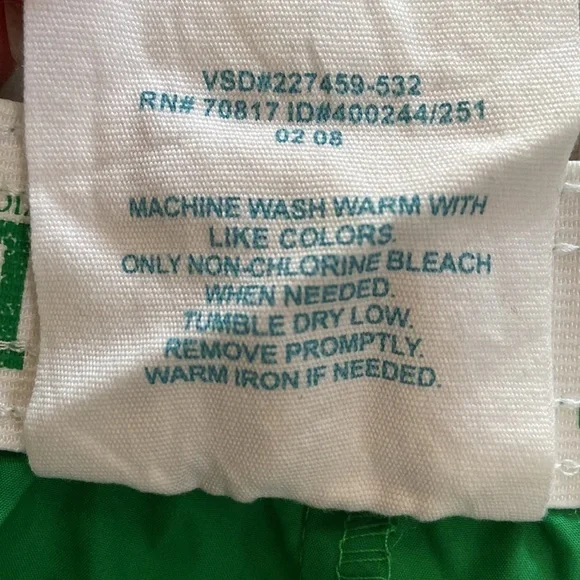 VSD#227459-532
RN# 70817 ID#400244/251
02 08
MACHINE WASH WARM WITH
LIKE COLORS.
ONLY NON-CHLORINE BLEACH
WHEN NEEDED.
TUMBLE DRY LOW.
REMOVE PROMPTLY.
WARM IRON IF NEEDED.